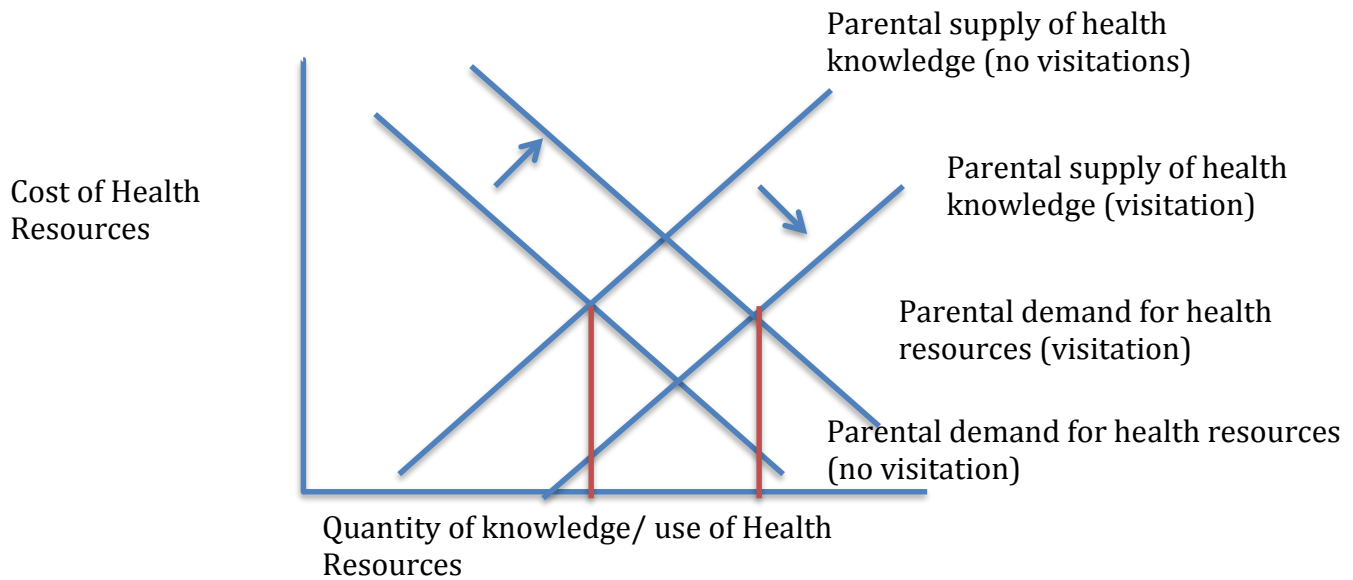 Parental supply of health
knowledge (no visitations)
Parental supply of health
knowledge (visitation)
Cost of Health
Resources
Parental demand for health
resources (visitation)
Parental demand for health resources
(no visitation)
Quantity of knowledge/ use of Health
Resources